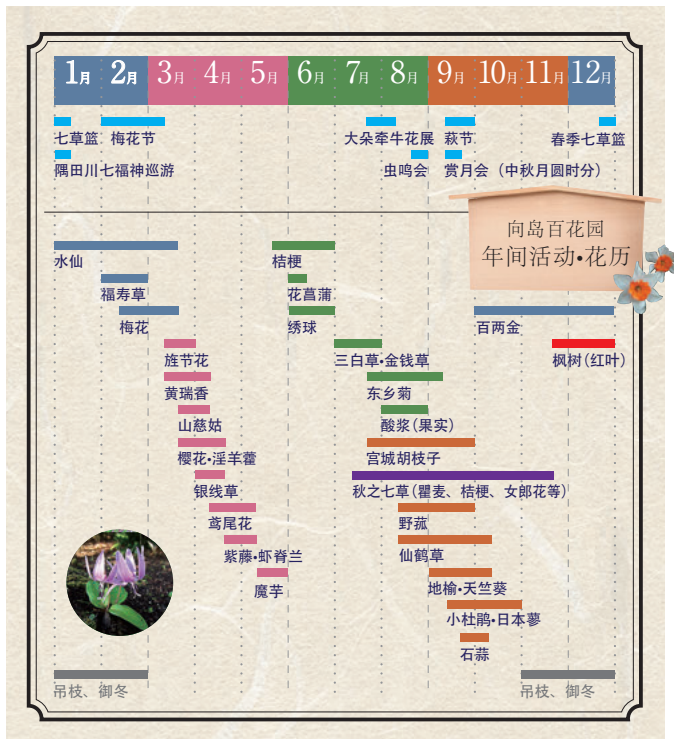 1月 2月 3月 4月 5月 6月 7月 8月 9月 10月 11月 12月
七草篮 梅花节 大朵牵牛花展 萩节 春季七草篮
隅田川七福神巡游 虫鸣会 赏月会（中秋月圆时分）
向岛百花园
年间活动•花历
水仙 桔梗
福寿草 花菖蒲
梅花 绣球 百两金
旌节花 三白草•金钱草 枫树（红叶）
黄瑞香 东乡菊
山慈姑 酸浆（果实）
樱花•淫羊藿 宫城胡枝子
银线草 秋之七草（瞿麦、桔梗、女郎花等）
鸢尾花 野菰
紫藤•虾脊兰 仙鹤草
魔芋 地榆•天竺葵
小杜鹃•日本蓼
石蒜
吊枝、御冬 吊枝、御冬